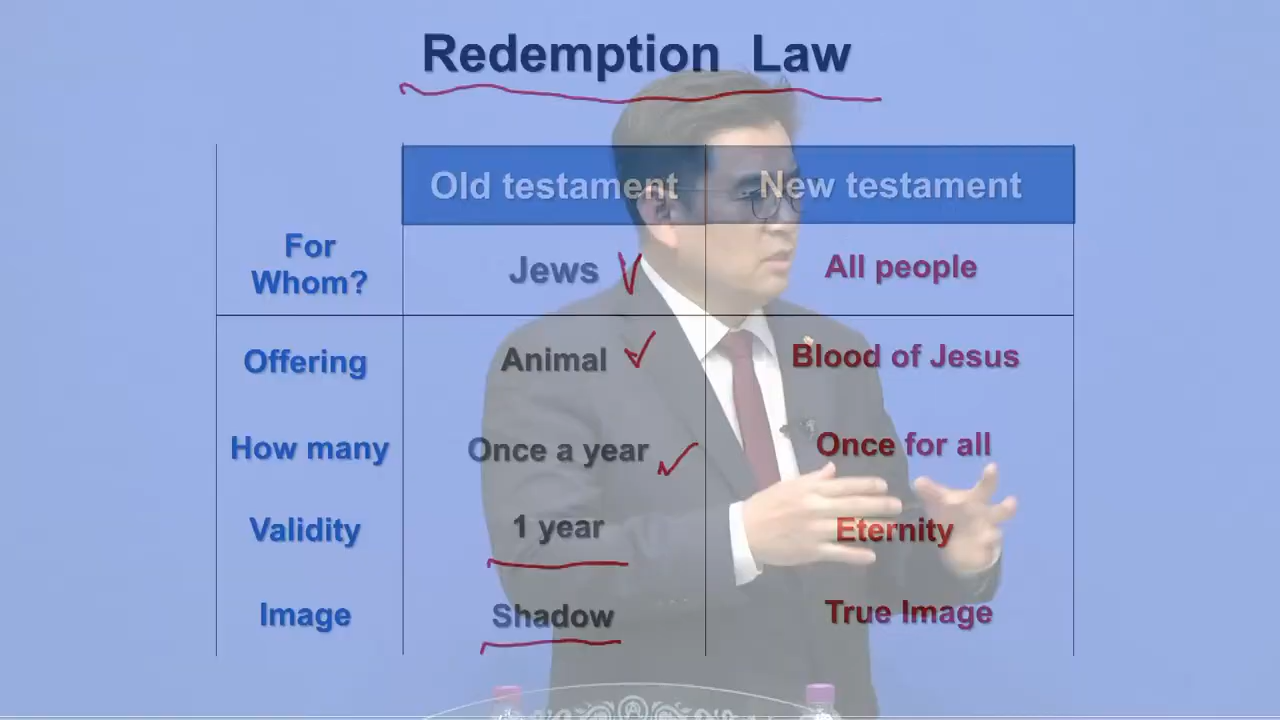 Redemption Law
Old testament New testament
For
Whom? Jews All people
Offering Animal Blood of Jesus
How many Once a year Once for all
Validity 1 year Eternity
Image Shadow True Image